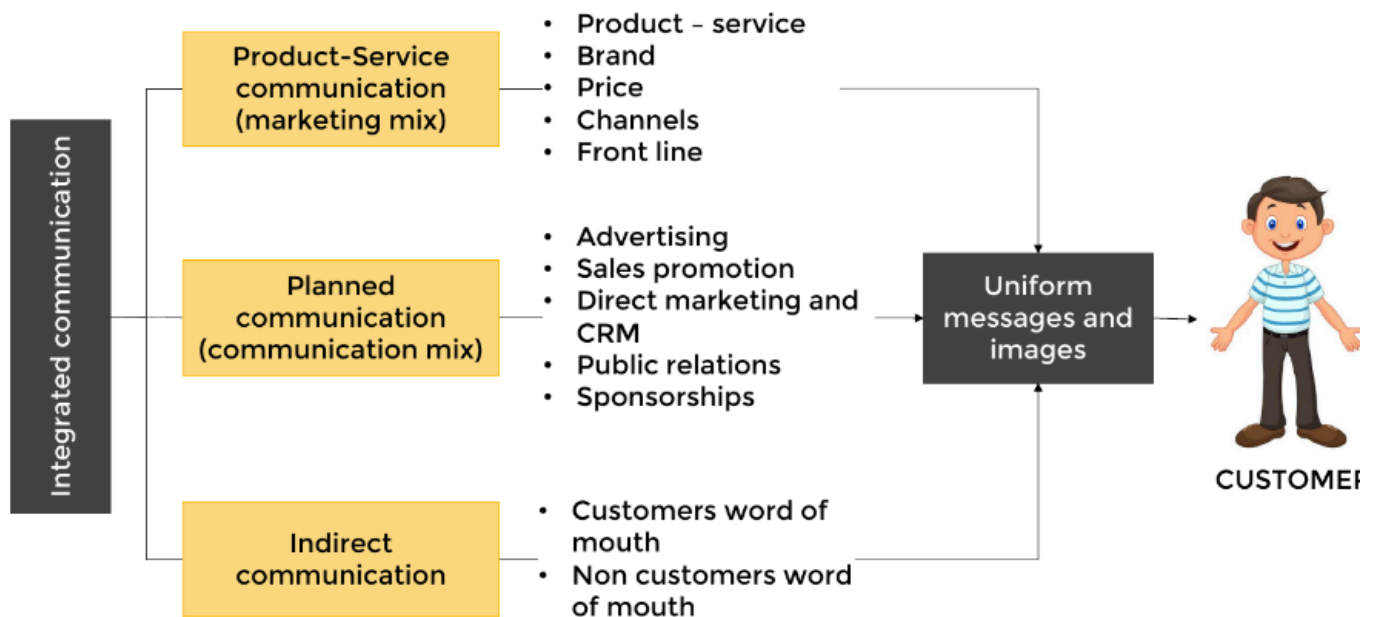 Integrated communication
Product-Service
communication
(marketing mix)
• Product – service
• Brand
• Price
• Channels
• Front line
Planned
communication
(communication mix)
• Advertising
• Sales promotion
• Direct marketing and
CRM
• Public relations
• Sponsorships
Indirect
communication
• Customers word of
mouth
• Non customers word
of mouth
Uniform
messages and
images
CUSTOMER